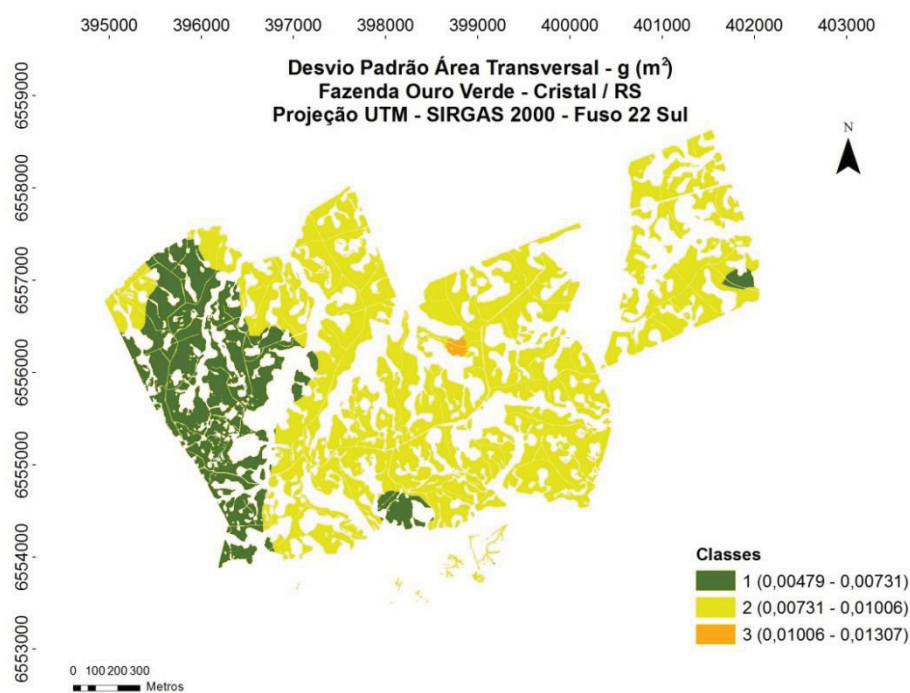 395000 396000 397000 398000 399000 400000 401000 402000 403000
Desvio Padrão Área Transversal - g (m²)
Fazenda Ouro Verde - Cristal / RS
Projeção UTM - SIRGAS 2000 - Fuso 22 Sul
6559000
6558000
6557000
6556000
6555000
6554000
6553000
N
Classes
1 (0,00479 - 0,00731)
2 (0,00731 - 0,01006)
3 (0,01006 - 0,01307)
0 100 200 300
Metros